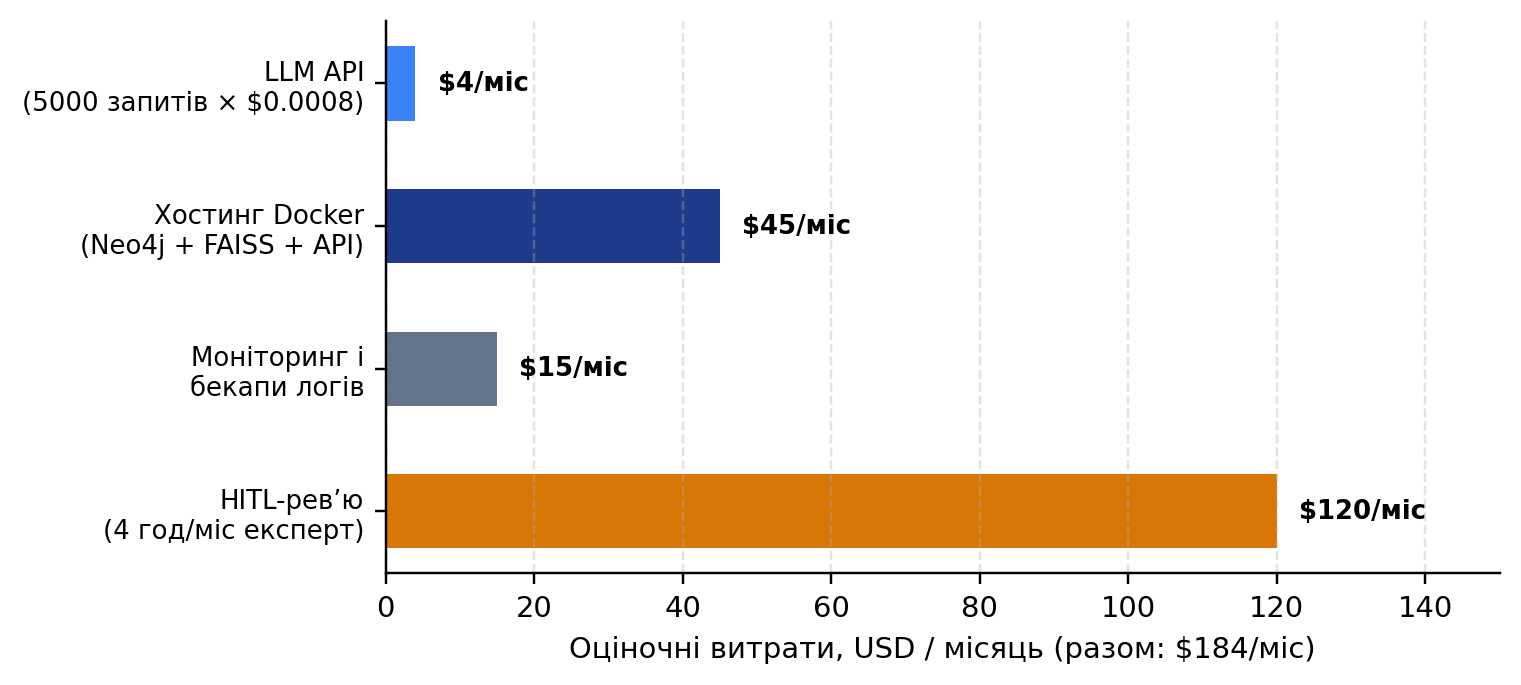 LLM API
(5000 запитів × $0.0008)
$4/міс
Хостинг Docker
(Neo4j + FAISS + API)
$45/міс
Моніторинг і
бекапи логів
$15/міс
HITL-рев’ю
(4 год/міс експерт)
$120/міс
0 20 40 60 80 100 120 140
Оціночні витрати, USD / місяць (разом: $184/міс)